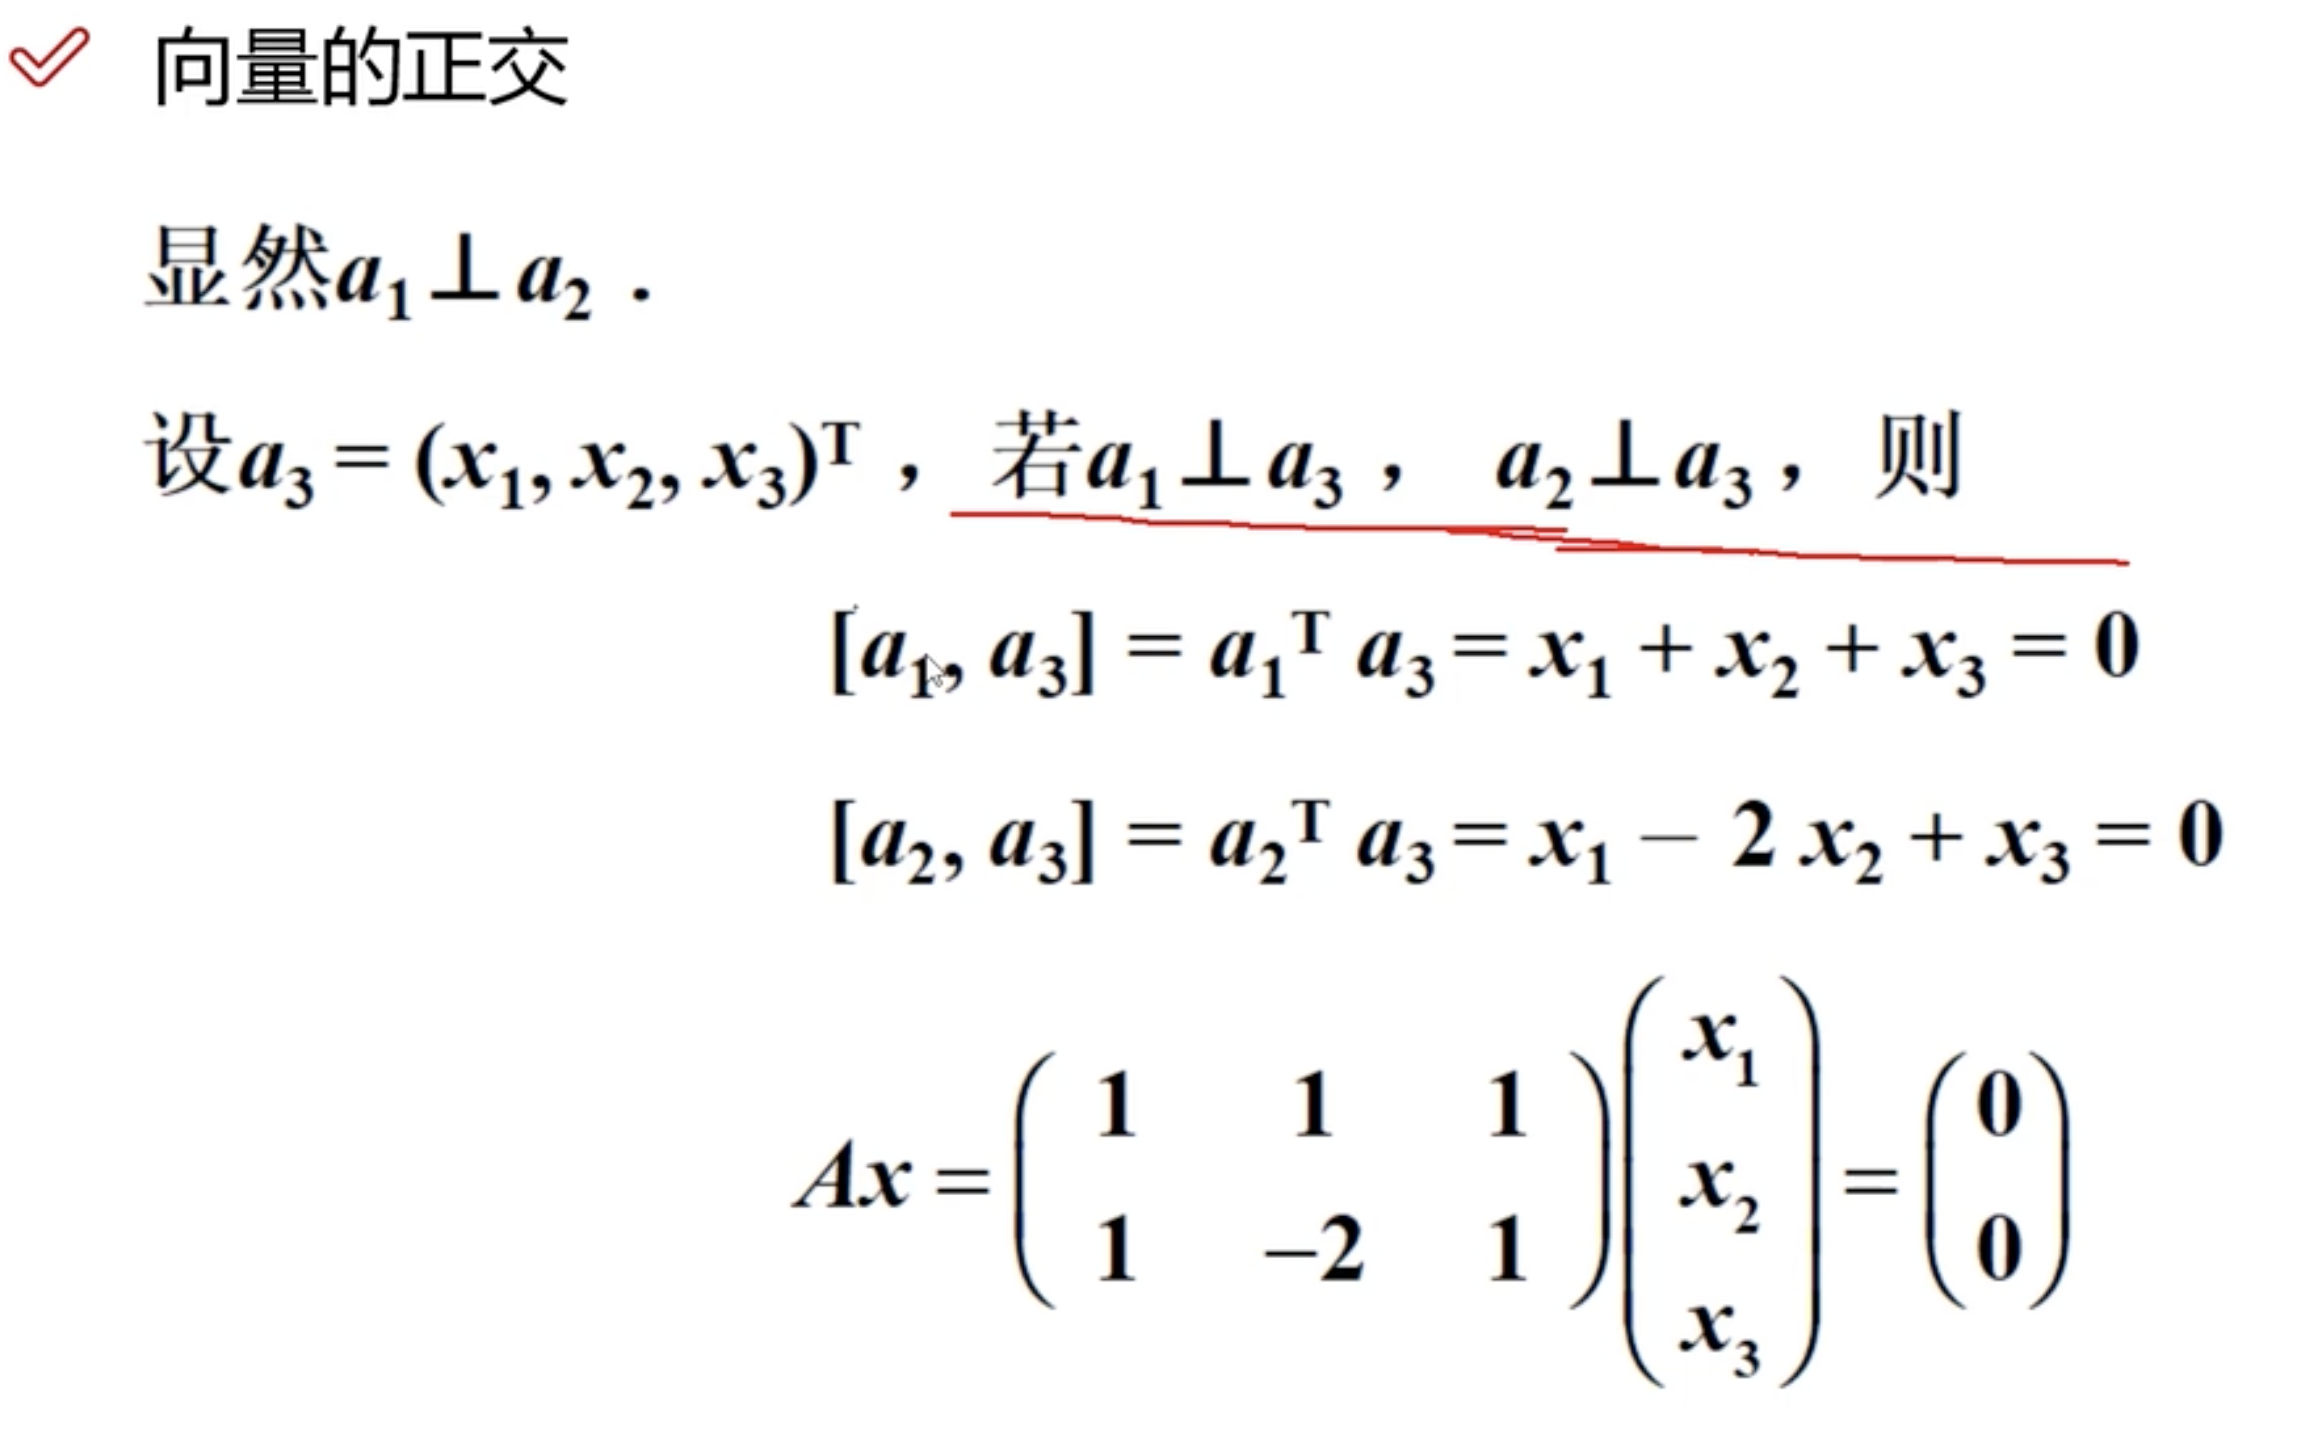 向量的正交
显然a₁⊥a₂ .
设a₃ = (x₁, x₂, x₃)ᵀ ， 若a₁⊥a₃ ， a₂⊥a₃ ， 则
[a₁, a₃] = a₁ᵀ a₃ = x₁ + x₂ + x₃ = 0
[a₂, a₃] = a₂ᵀ a₃ = x₁ − 2 x₂ + x₃ = 0
Ax = ( 1 1 1 ; 1 −2 1 ) ( x₁ ; x₂ ; x₃ ) = ( 0 ; 0 )